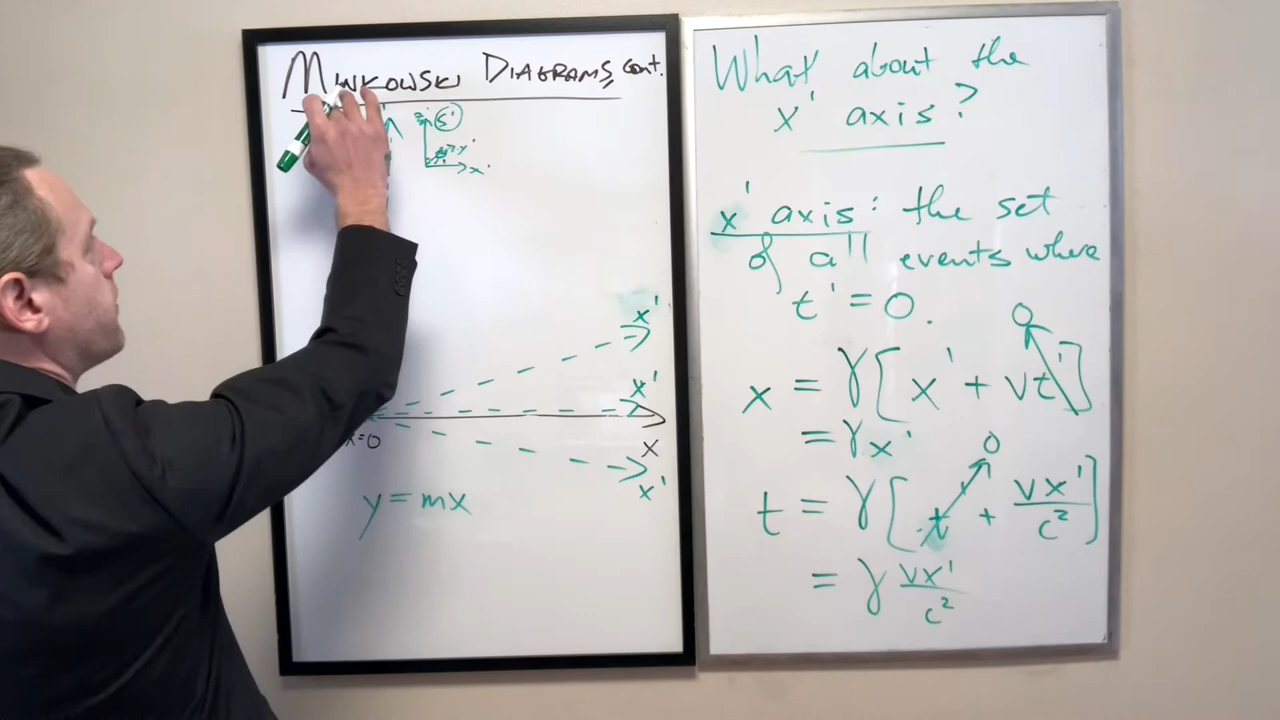 MINKOWSKI DIAGRAMS, cont.
S'
z' y'
x'
x'
x'
x=0
x
x'
y = mx
What about the
x' axis?
x' axis: the set
of all events where
t' = 0.
0
x = γ[x' + vt']
= γx'
0
t = γ[t' + vx'/c²]
= γ vx'/c²